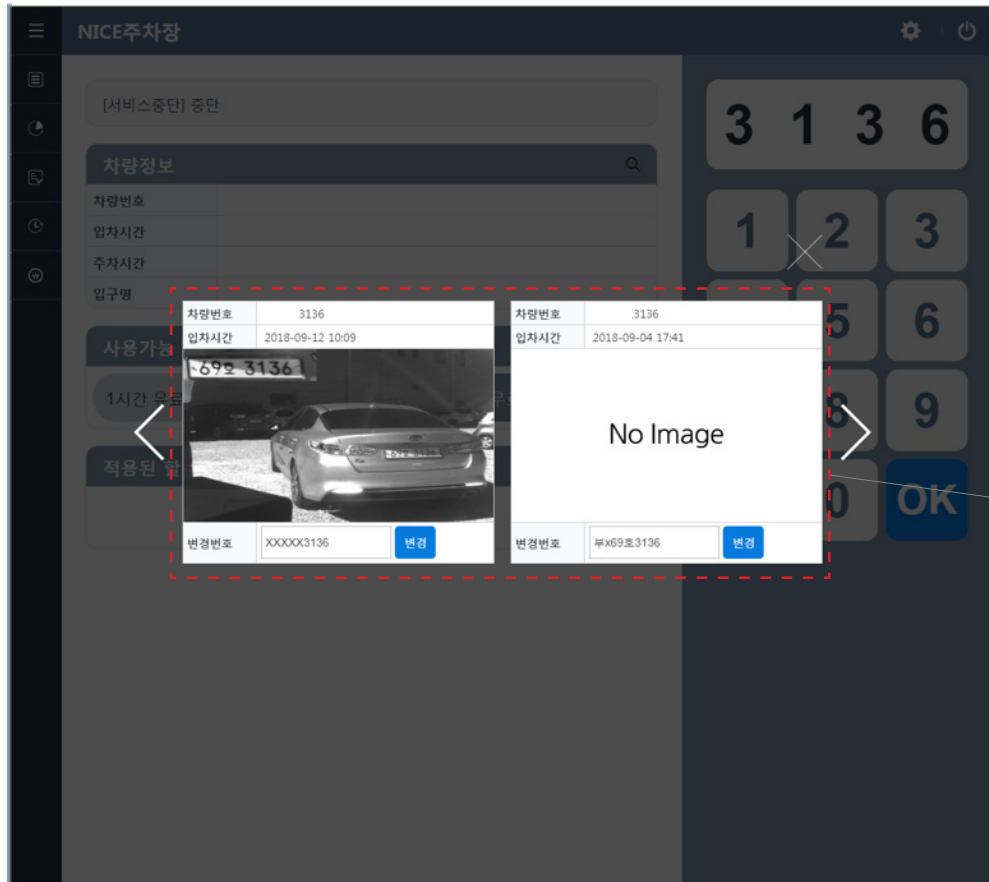 NICE주차장
[서비스중단] 중단
3 1 3 6
차량정보
차량번호
입차시간
주차시간
입구명
1 2 3
5 6
8 9
0 OK
사용가능
1시간 유료
적용된 할
차량번호 3136
입차시간 2018-09-12 10:09
69호 3136
변경번호 XXXXX3136 변경
차량번호 .3136
입차시간 2018-09-04 17:41
No Image
변경번호 부x69호3136 변경